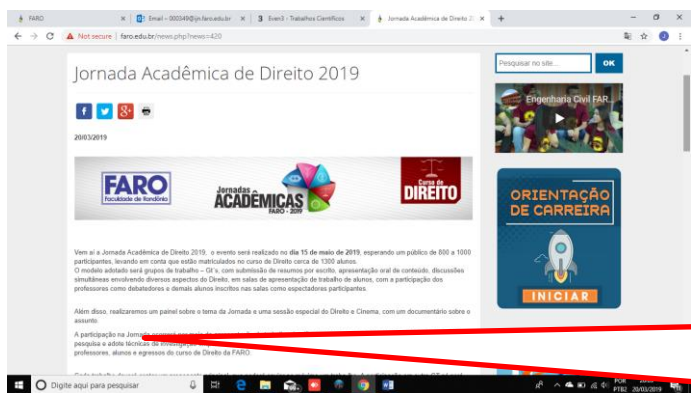 FARO
Email – 000349@ijn.faro.edu.br
Even3 - Trabalhos Científicos
Jornada Acadêmica de Direito 2
Not secure | faro.edu.br/news.php?news=420
Jornada Acadêmica de Direito 2019
Pesquisar no site...
OK
20/03/2019
Engenharia Civil FAR...
FARO
Faculdade de Rondônia
Jornadas
ACADÊMICAS
FARO - 2019
Curso de
DIREITO
ORIENTAÇÃO
DE CARREIRA
INICIAR
Vem aí a Jornada Acadêmica de Direito 2019, o evento será realizado no dia 15 de maio de 2019, esperando um público de 800 a 1000
participantes, levando em conta que estão matriculados no curso de Direito cerca de 1300 alunos.
O modelo adotado será grupos de trabalho – Gt´s, com submissão de resumos por escrito, apresentação oral de conteúdo, discussões
simultâneas envolvendo diversos aspectos do Direito, em salas de apresentação de trabalho de alunos, com a participação dos
professores como debatedores e demais alunos inscritos nas salas como espectadores participantes.
Além disso, realizaremos um painel sobre o tema da Jornada e uma sessão especial do Direito e Cinema, com um documentário sobre o
assunto.
A participação na Jornada
pesquisa e adote técnicas de investigação
professores, alunos e egressos do curso de Direito da FARO.
Digite aqui para pesquisar
POR
PTB2 20/03/2019